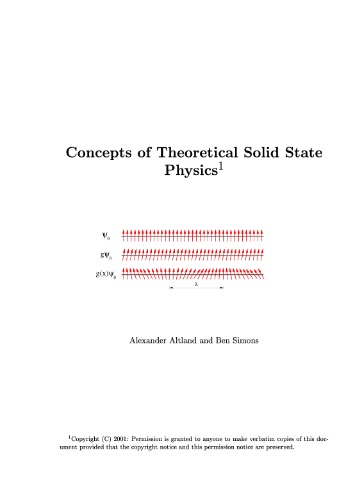 Concepts of Theoretical Solid State
Physics¹
ψ₀
gψ₀
g(x)ψ₀
λ
Alexander Altland and Ben Simons
¹Copyright (C) 2001: Permission is granted to anyone to make verbatim copies of this doc-
ument provided that the copyright notice and this permission notice are preserved.